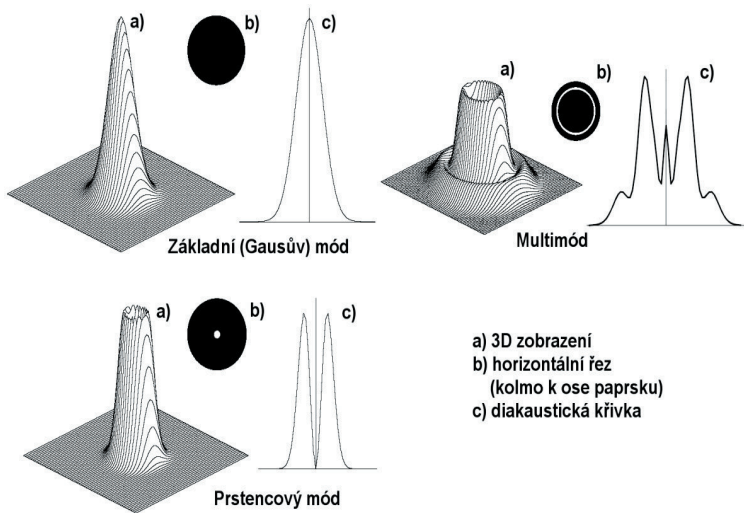 a)
b)
c)
Základní (Gausův) mód
a)
b)
c)
Multimód
a)
b)
c)
Prstencový mód
a) 3D zobrazení
b) horizontální řez
(kolmo k ose paprsku)
c) diakaustická křivka